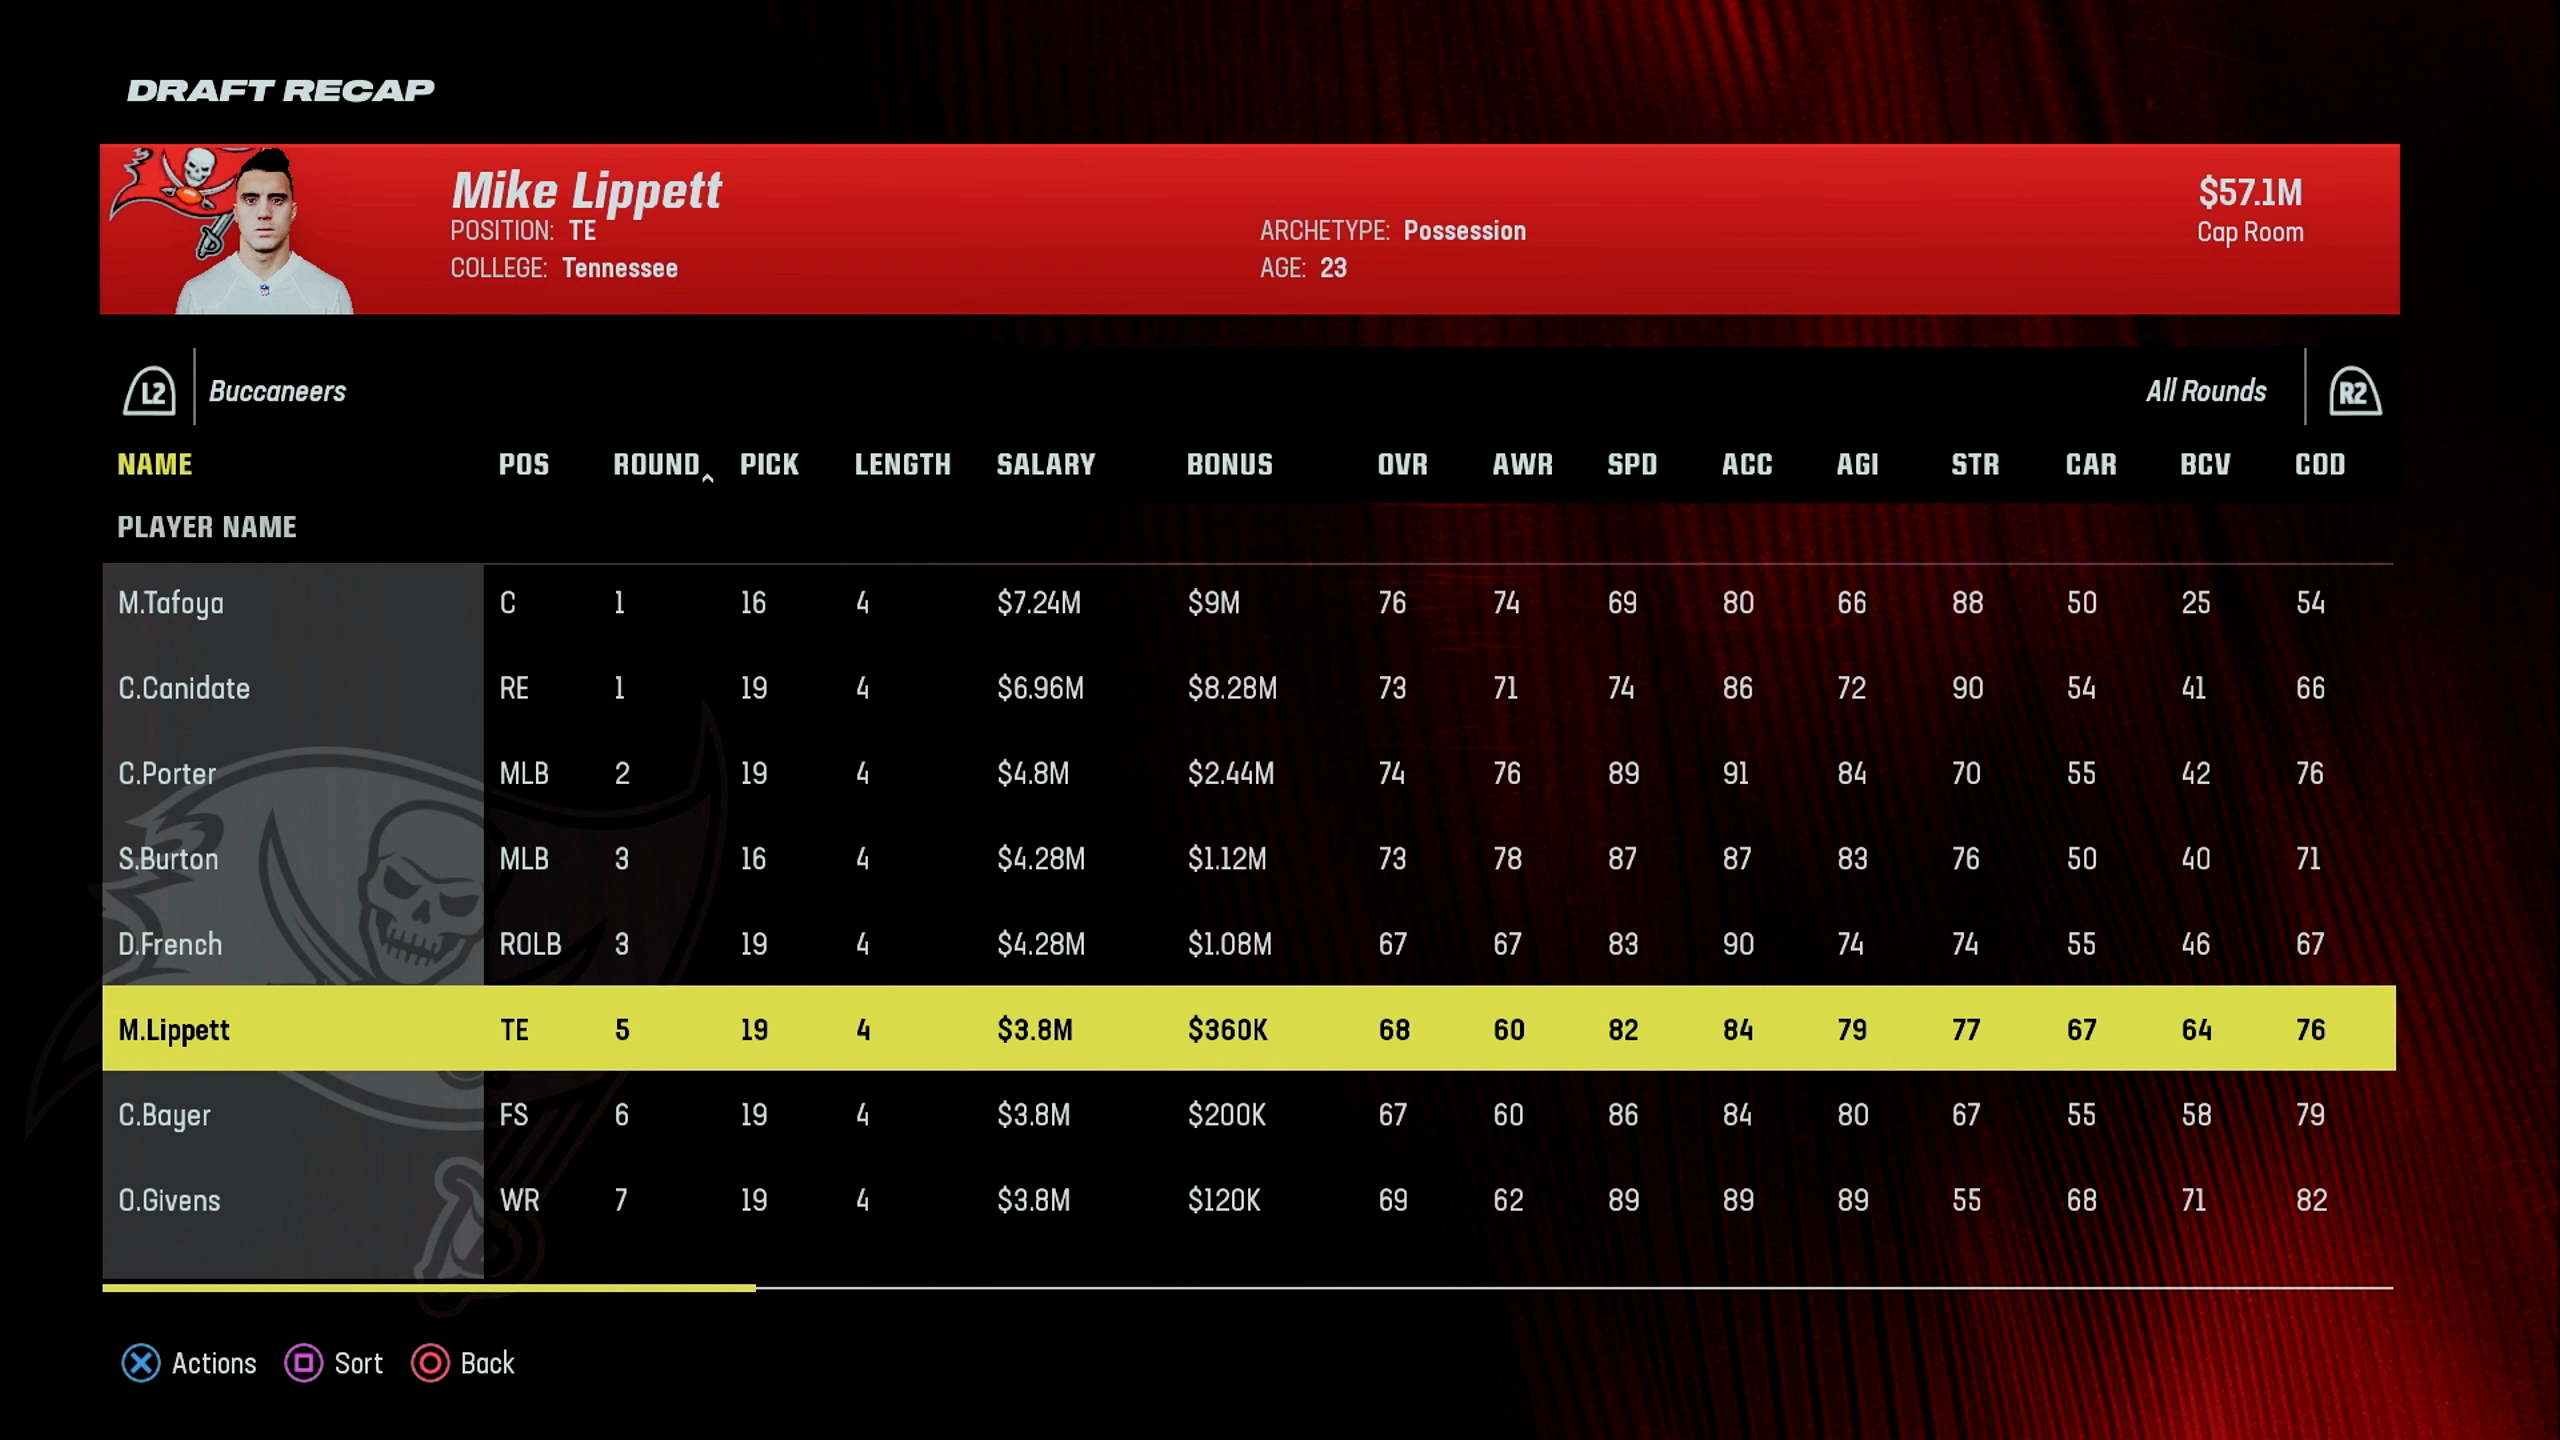 DRAFT RECAP
Mike Lippett
POSITION: TE
COLLEGE: Tennessee
ARCHETYPE: Possession
AGE: 23
$57.1M
Cap Room
L2 Buccaneers All Rounds R2
NAME POS ROUND PICK LENGTH SALARY BONUS OVR AWR SPD ACC AGI STR CAR BCV COD
PLAYER NAME
M.Tafoya C 1 16 4 $7.24M $9M 76 74 69 80 66 88 50 25 54
C.Canidate RE 1 19 4 $6.96M $8.28M 73 71 74 86 72 90 54 41 66
C.Porter MLB 2 19 4 $4.8M $2.44M 74 76 89 91 84 70 55 42 76
S.Burton MLB 3 16 4 $4.28M $1.12M 73 78 87 87 83 76 50 40 71
D.French ROLB 3 19 4 $4.28M $1.08M 67 67 83 90 74 74 55 46 67
M.Lippett TE 5 19 4 $3.8M $360K 68 60 82 84 79 77 67 64 76
C.Bayer FS 6 19 4 $3.8M $200K 67 60 86 84 80 67 55 58 79
O.Givens WR 7 19 4 $3.8M $120K 69 62 89 89 89 55 68 71 82
Actions Sort Back